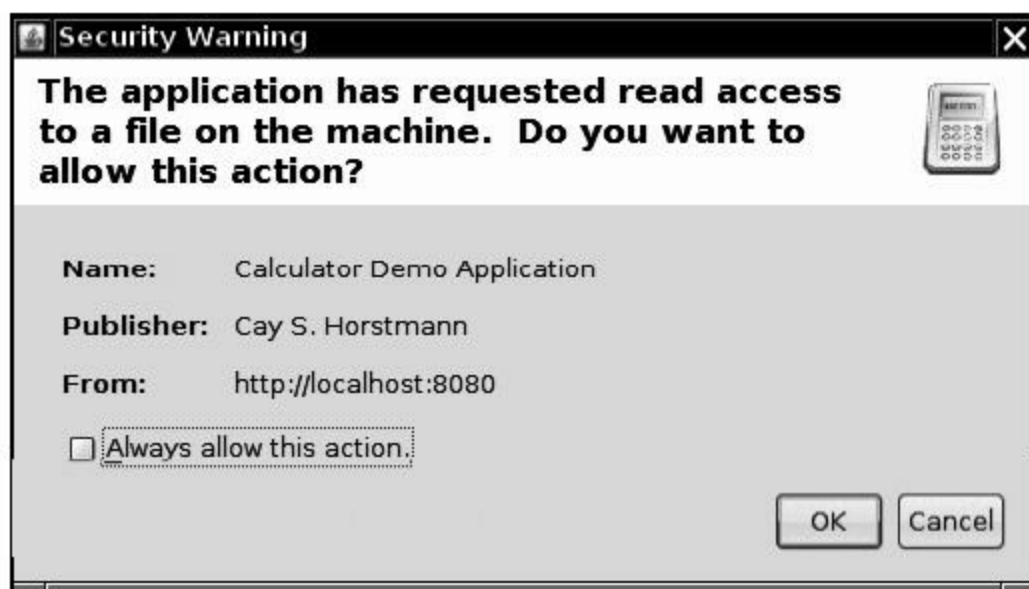 Security Warning
The application has requested read access
to a file on the machine.  Do you want to
allow this action?
Name: Calculator Demo Application
Publisher: Cay S. Horstmann
From: http://localhost:8080
Always allow this action.
OK Cancel